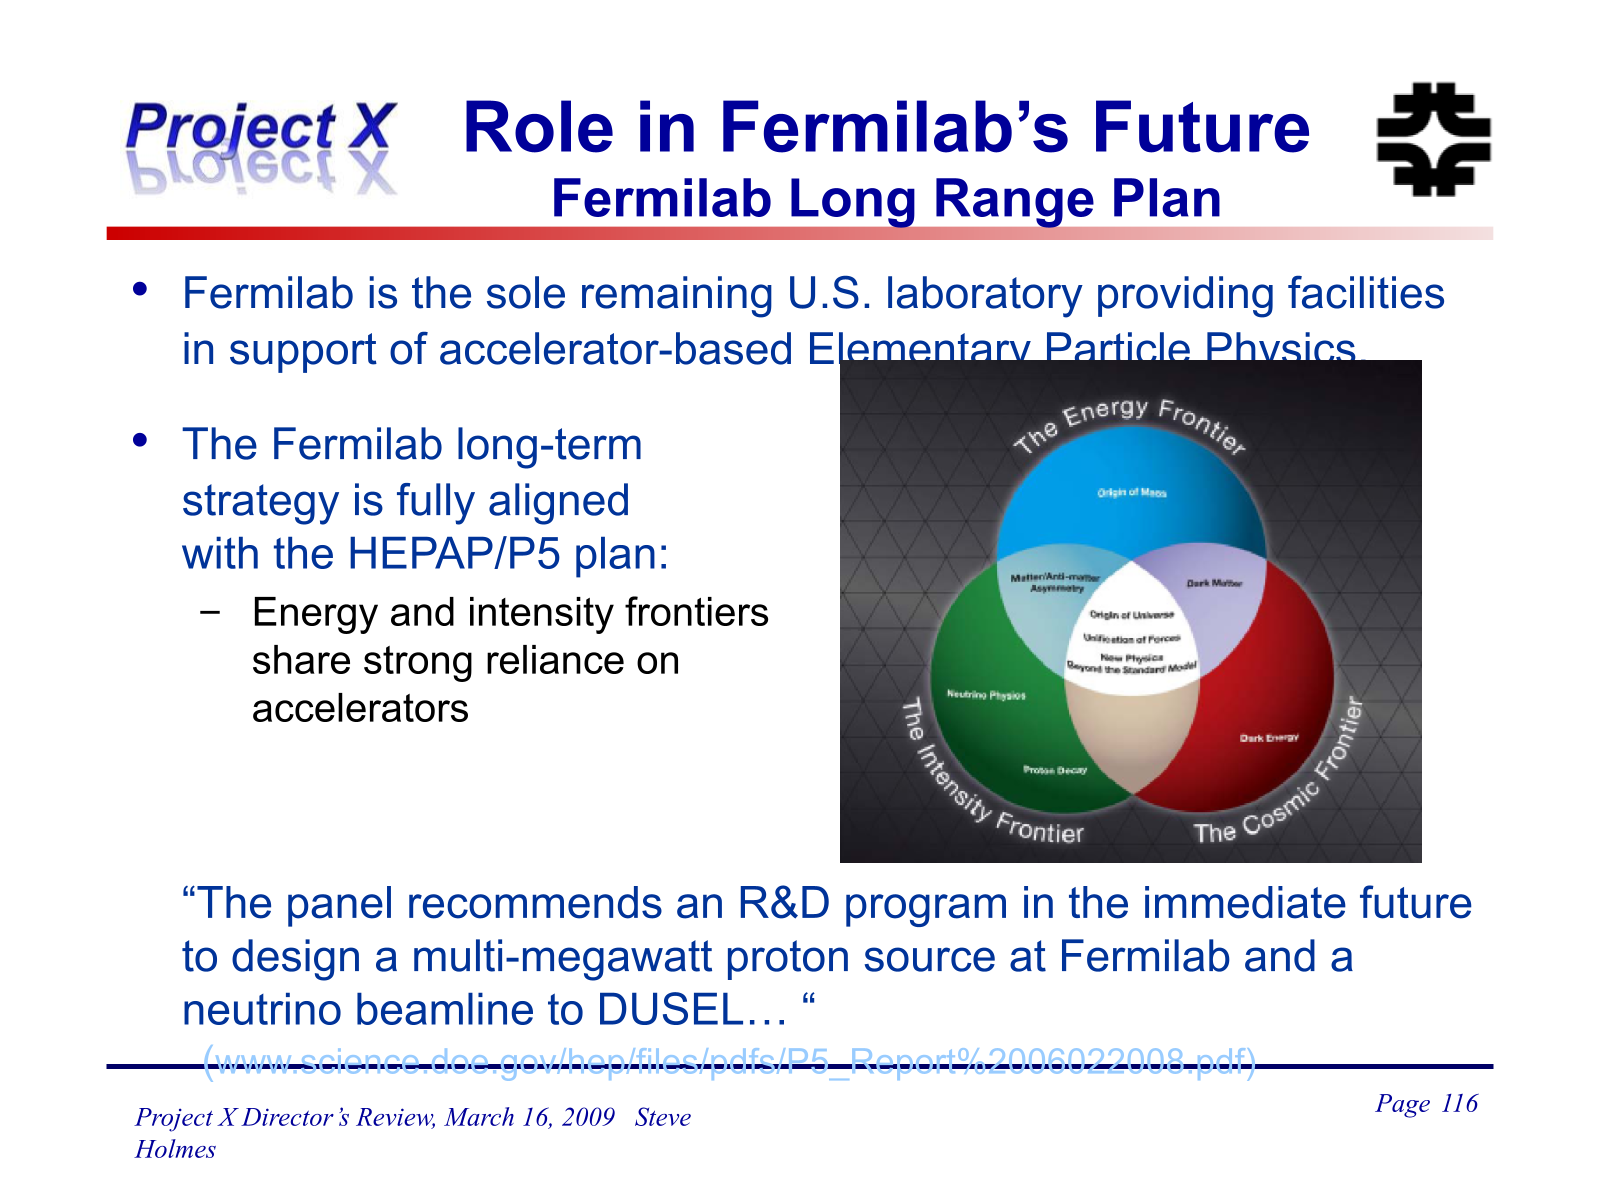 Project X
Role in Fermilab’s Future
Fermilab Long Range Plan
• Fermilab is the sole remaining U.S. laboratory providing facilities
in support of accelerator-based Elementary Particle Physics.
• The Fermilab long-term
strategy is fully aligned
with the HEPAP/P5 plan:
– Energy and intensity frontiers
share strong reliance on
accelerators
The Energy Frontier
Origin of Mass
Matter/Anti-matter
Asymmetry
Dark Matter
Origin of Universe
Unification of Forces
New Physics
Beyond the Standard Model
Neutrino Physics
Dark Energy
Proton Decay
The Intensity Frontier
The Cosmic Frontier
“The panel recommends an R&D program in the immediate future
to design a multi-megawatt proton source at Fermilab and a
neutrino beamline to DUSEL… “
(www.science.doe.gov/hep/files/pdfs/P5_Report%2006022008.pdf)
Project X Director’s Review, March 16, 2009 Steve
Holmes
Page 116